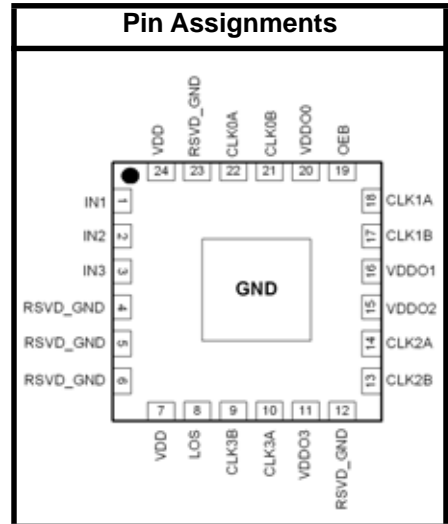 Pin Assignments
VDD
RSVD_GND
CLK0A
CLK0B
VDDO0
OEB
24 23 22 21 20 19
IN1 1
IN2 2
IN3 3
RSVD_GND 4
RSVD_GND 5
RSVD_GND 6
GND
18 CLK1A
17 CLK1B
16 VDDO1
15 VDDO2
14 CLK2A
13 CLK2B
7 8 9 10 11 12
VDD
LOS
CLK3B
CLK3A
VDDO3
RSVD_GND